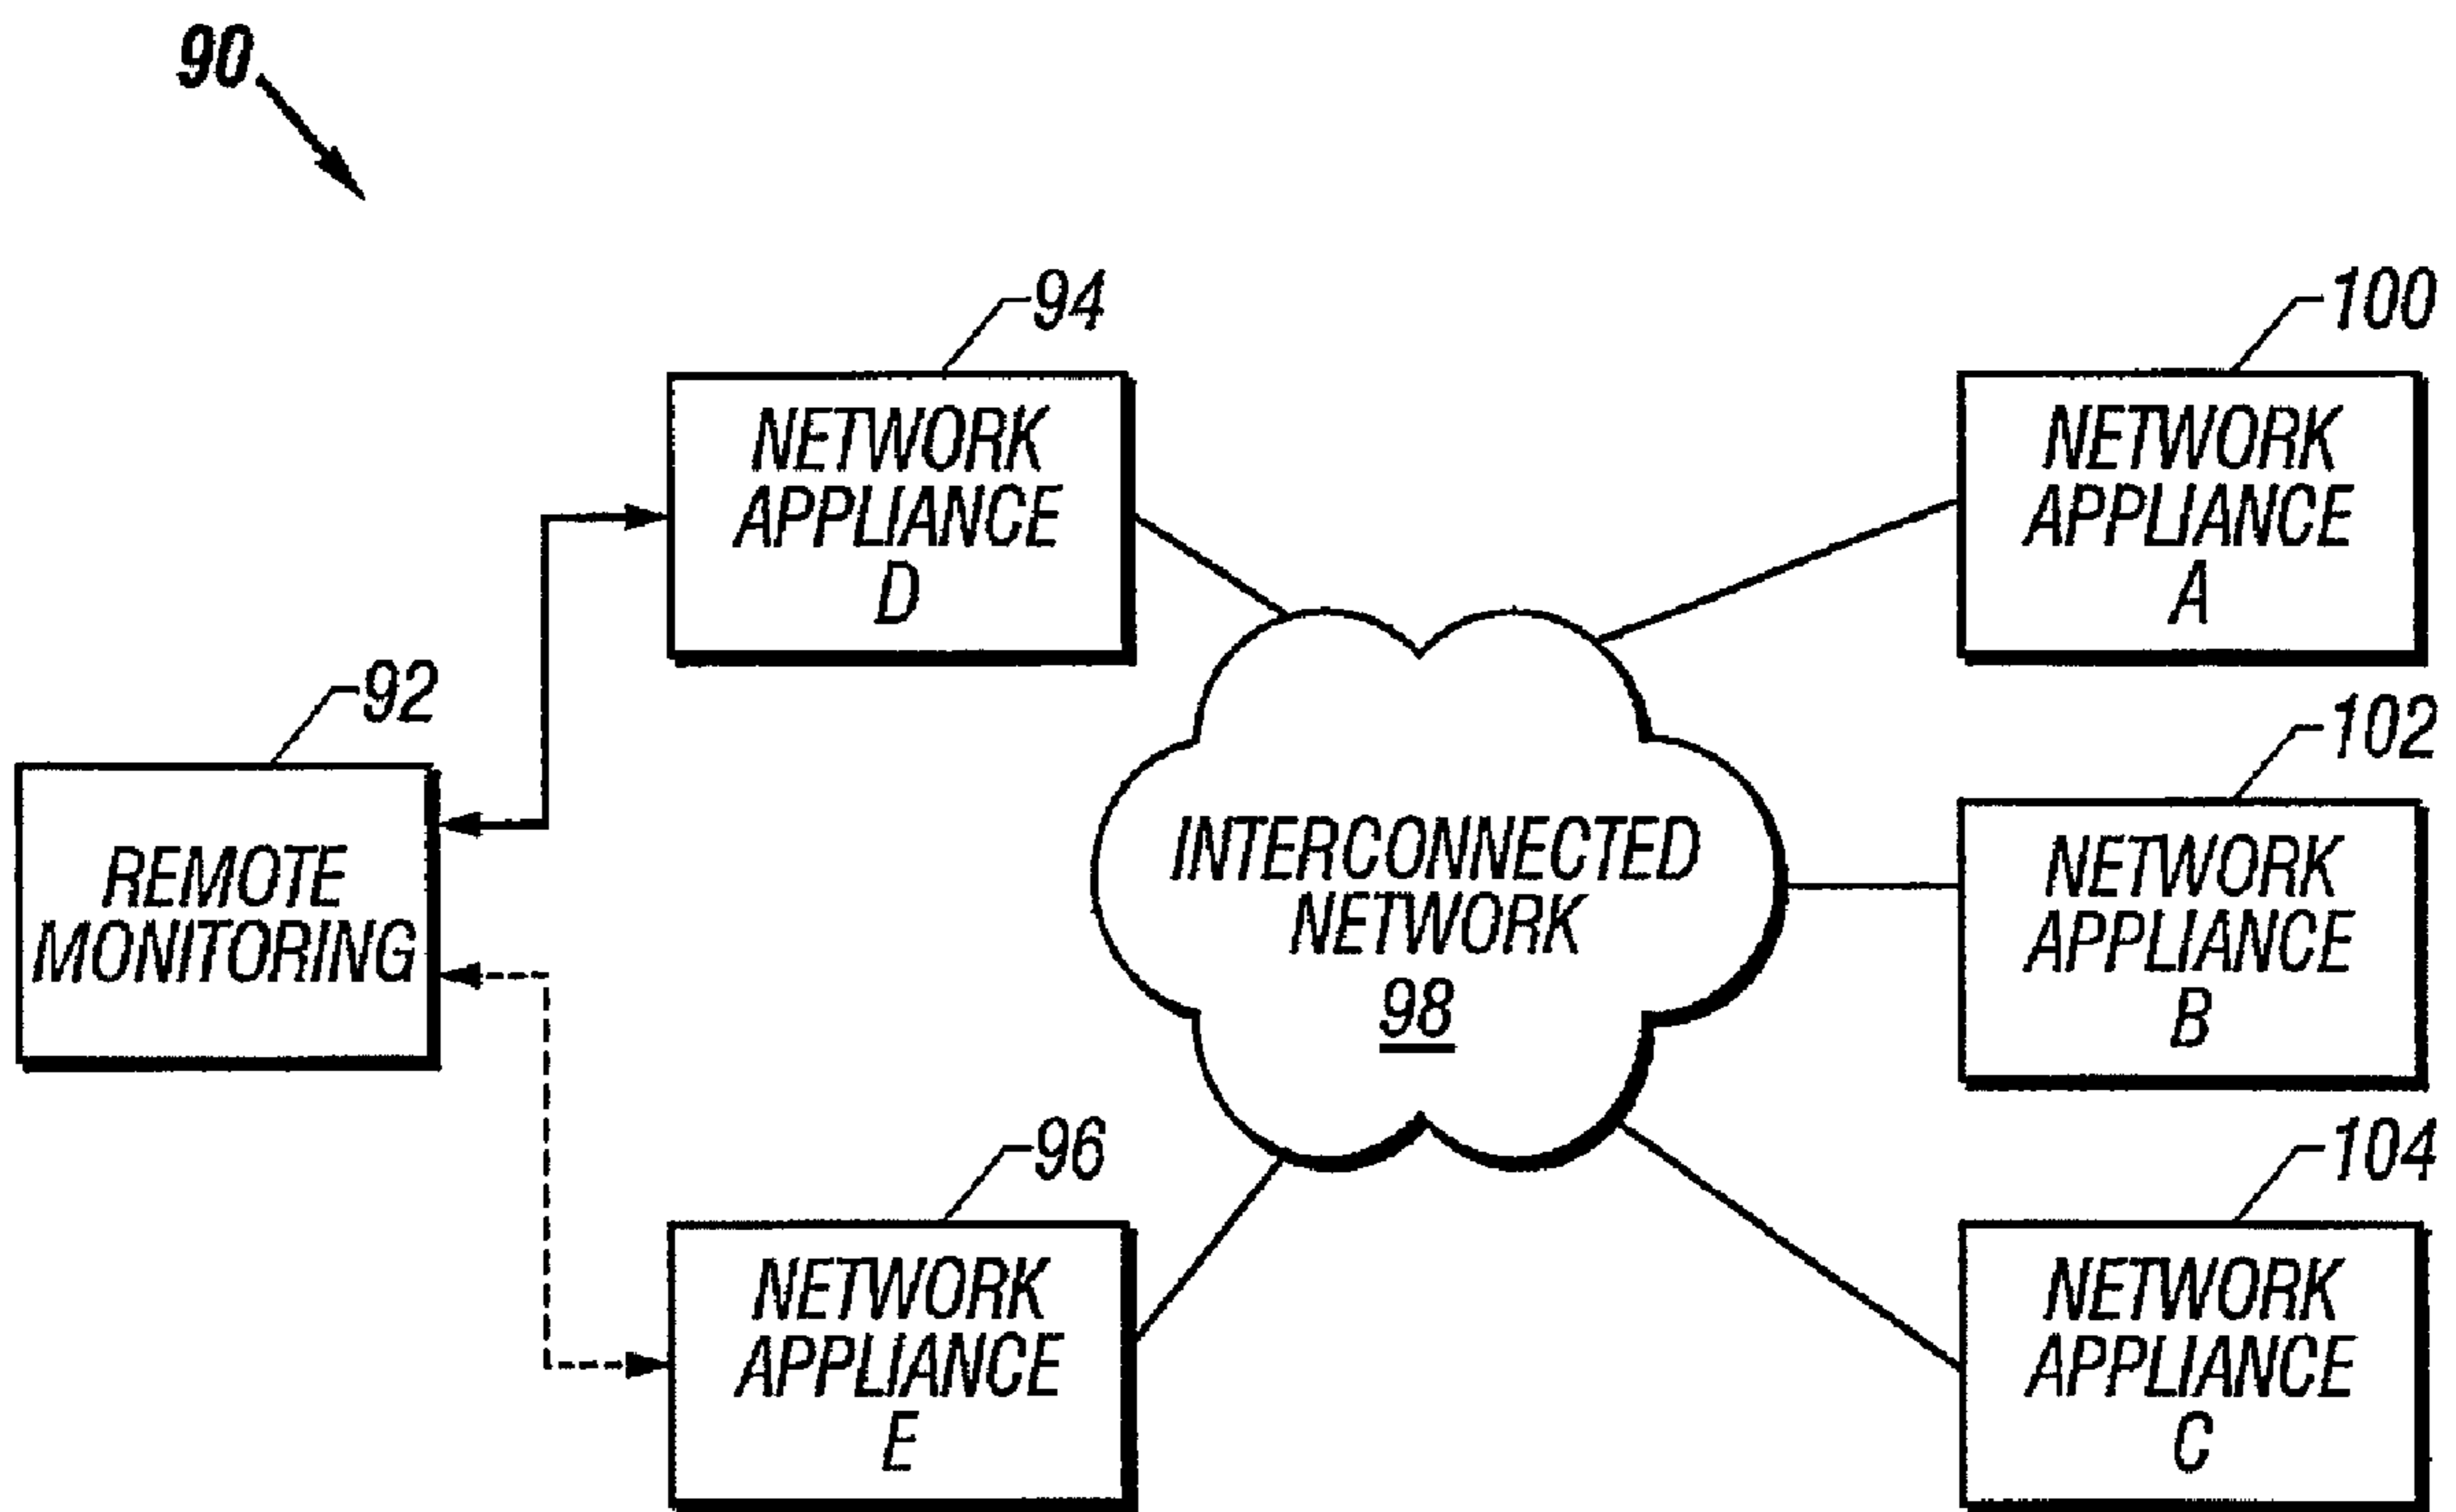 90
94
NETWORK
APPLIANCE
D
100
NETWORK
APPLIANCE
A
92
REMOTE
MONITORING
INTERCONNECTED
NETWORK
98
102
NETWORK
APPLIANCE
B
96
NETWORK
APPLIANCE
E
104
NETWORK
APPLIANCE
C